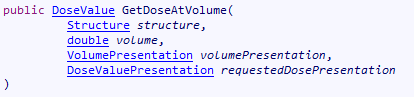 public DoseValue GetDoseAtVolume(
Structure structure,
double volume,
VolumePresentation volumePresentation,
DoseValuePresentation requestedDosePresentation
)